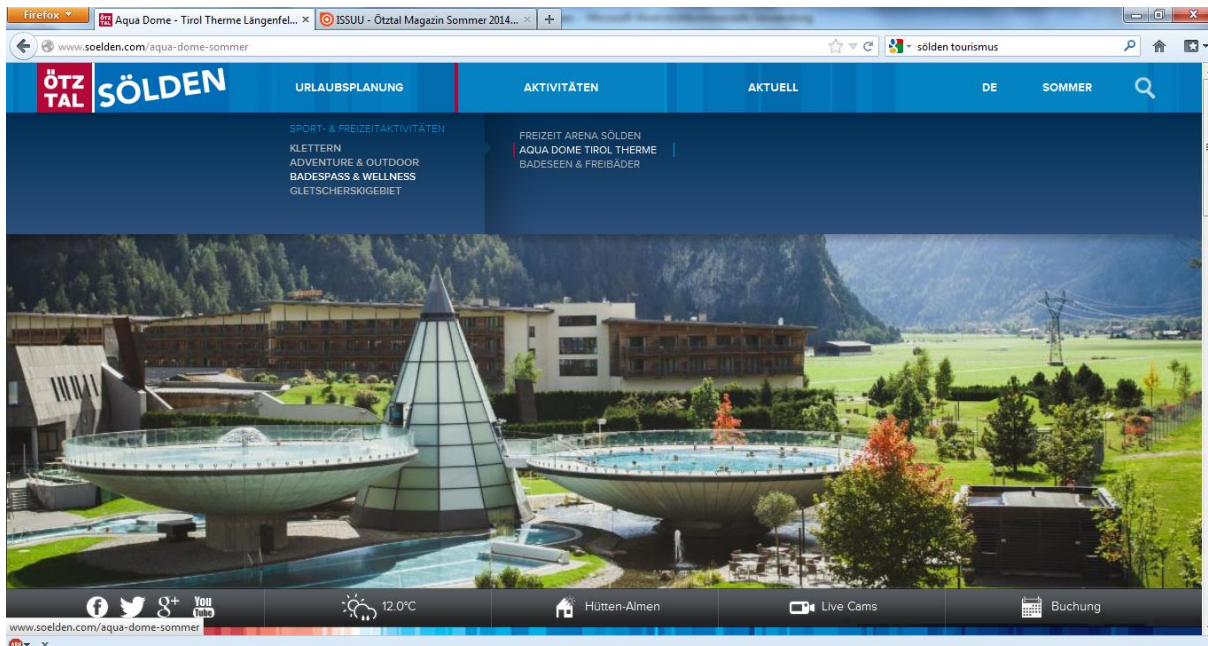 Firefox
Aqua Dome - Tirol Therme Längenfel...
ISSUU - Ötztal Magazin Sommer 2014...
www.soelden.com/aqua-dome-sommer
sölden tourismus
ÖTZ
TAL
SÖLDEN
URLAUBSPLANUNG
AKTIVITÄTEN
AKTUELL
DE
SOMMER
SPORT- & FREIZEITAKTIVITÄTEN
KLETTERN
ADVENTURE & OUTDOOR
BADESPASS & WELLNESS
GLETSCHERSKIGEBIET
FREIZEIT ARENA SÖLDEN
AQUA DOME TIROL THERME
BADESEEN & FREIBÄDER
You
Tube
12.0°C
Hütten-Almen
Live Cams
Buchung
www.soelden.com/aqua-dome-sommer